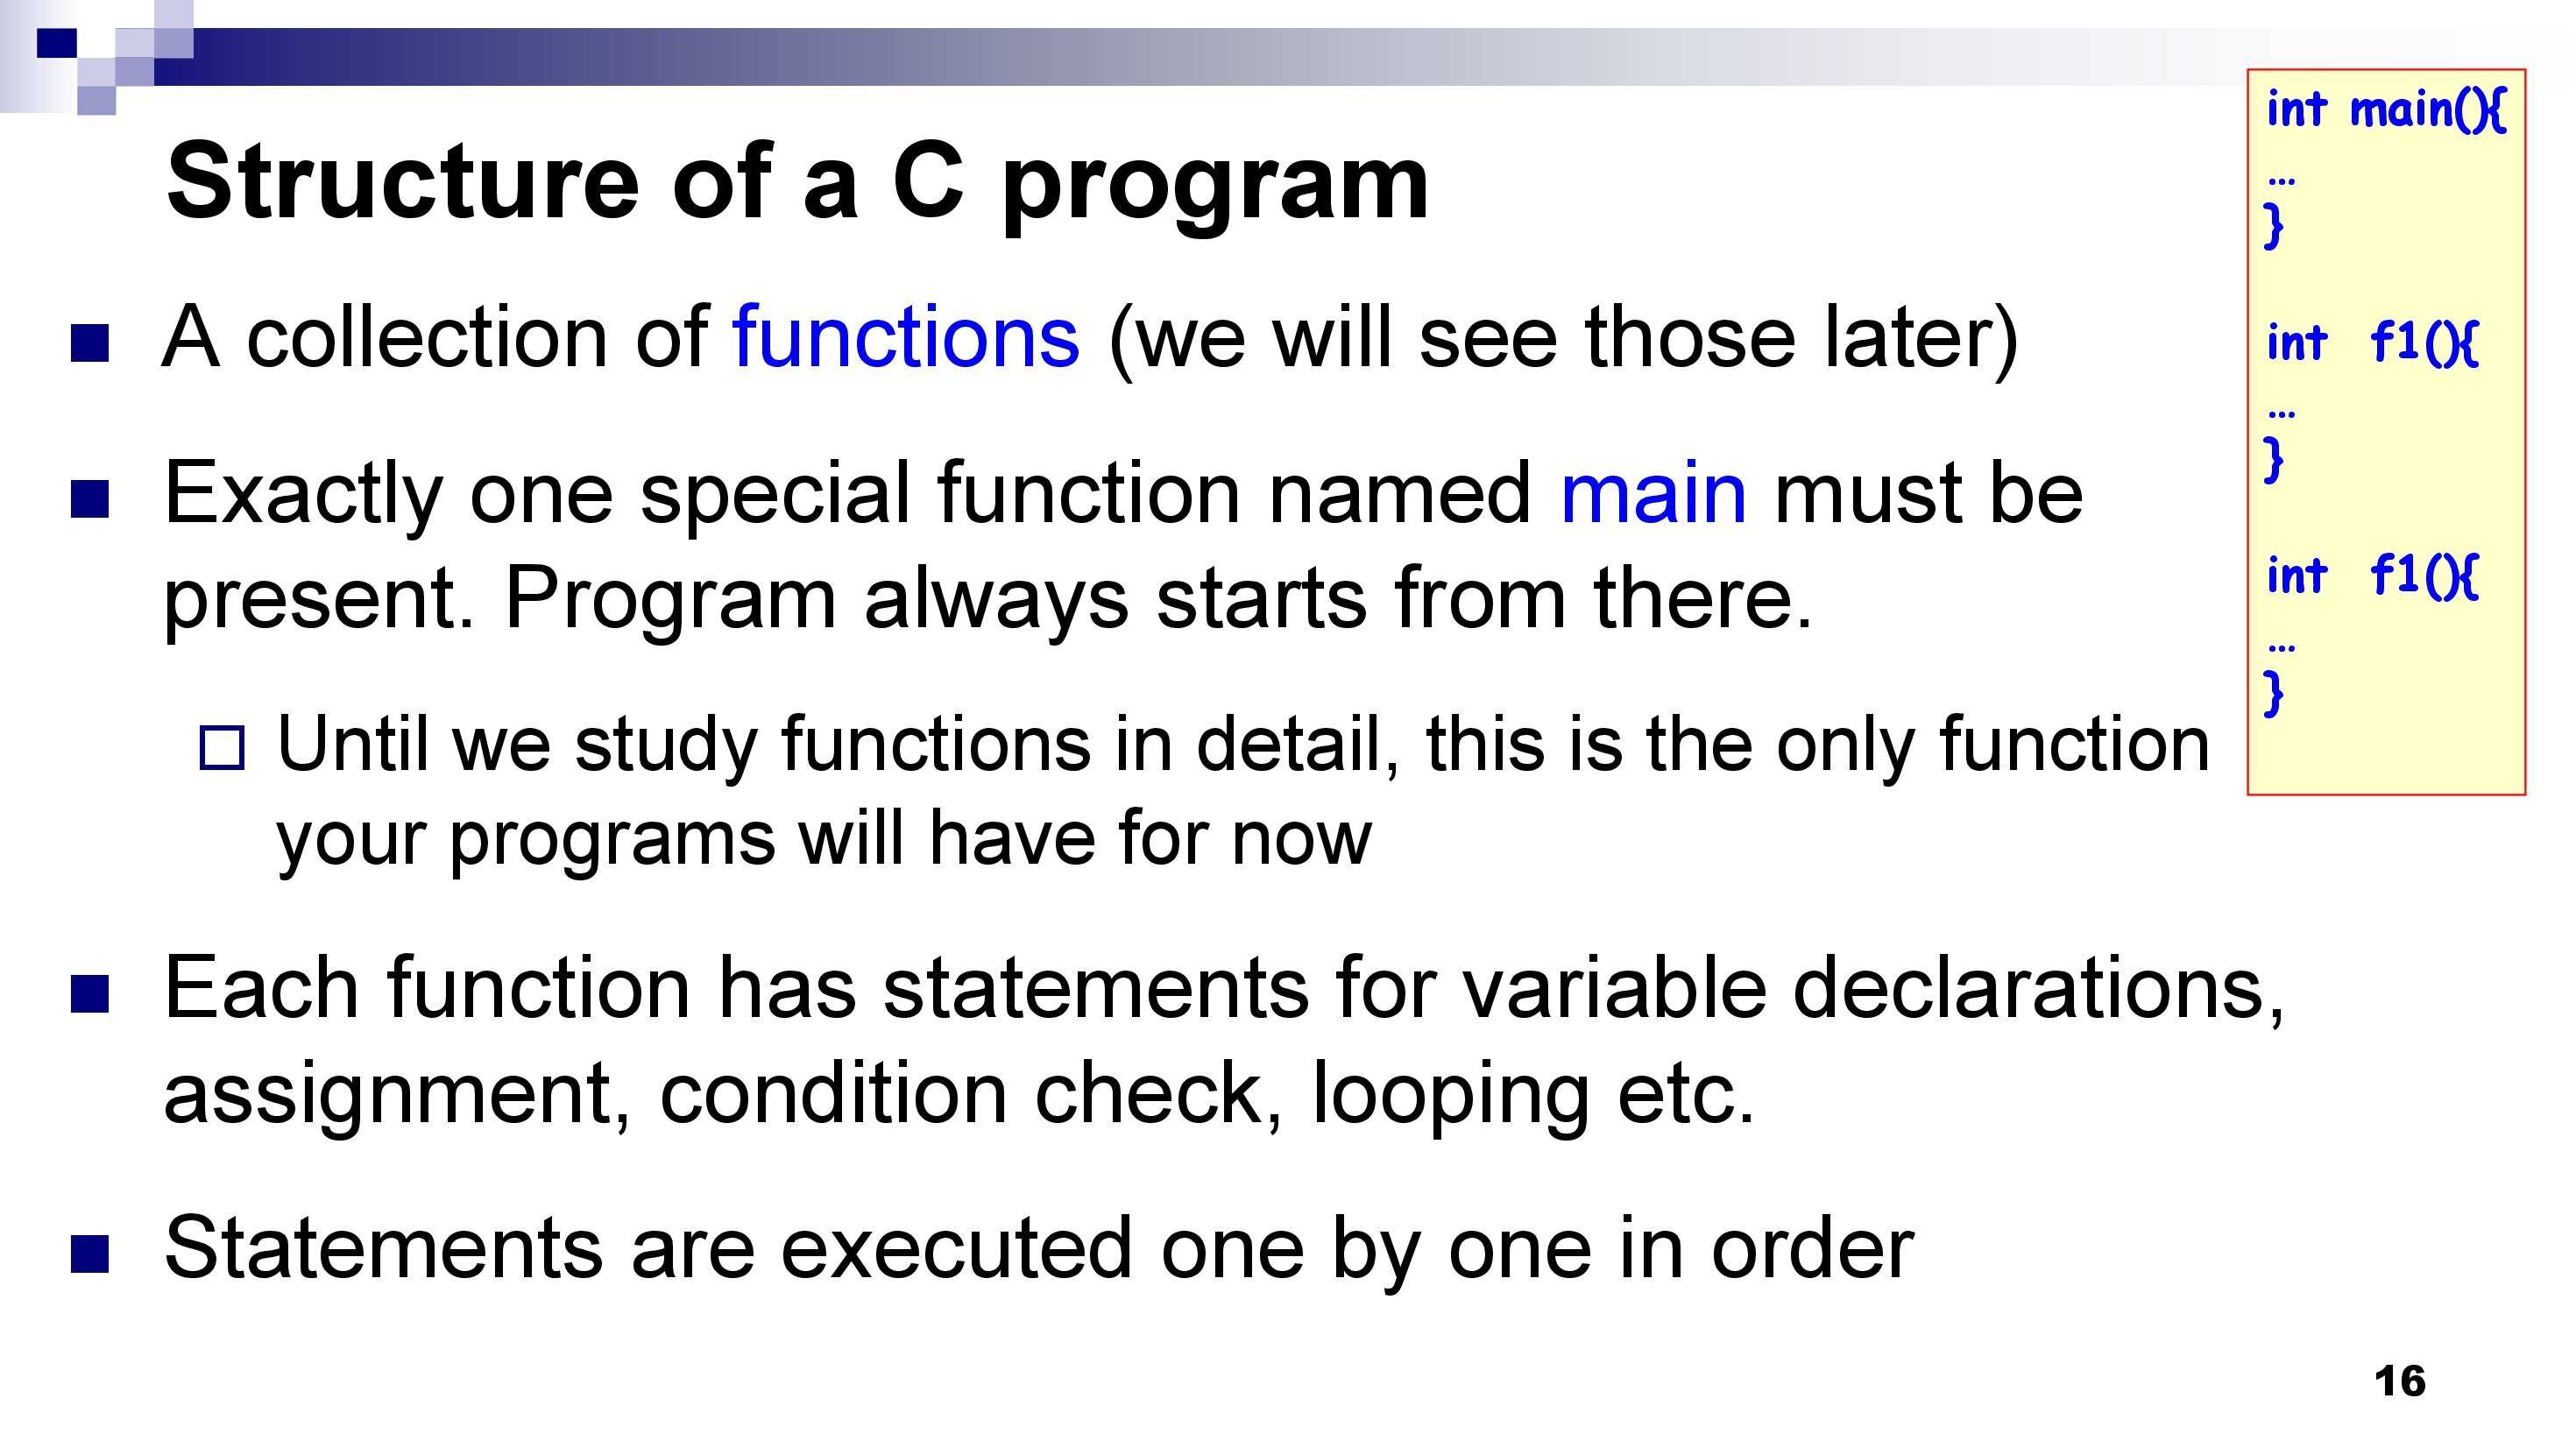 Structure of a C program
A collection of functions (we will see those later)
Exactly one special function named main must be
present. Program always starts from there.
Until we study functions in detail, this is the only function
your programs will have for now
Each function has statements for variable declarations,
assignment, condition check, looping etc.
Statements are executed one by one in order
int main(){
…
}
int f1(){
…
}
int f1(){
…
}
16